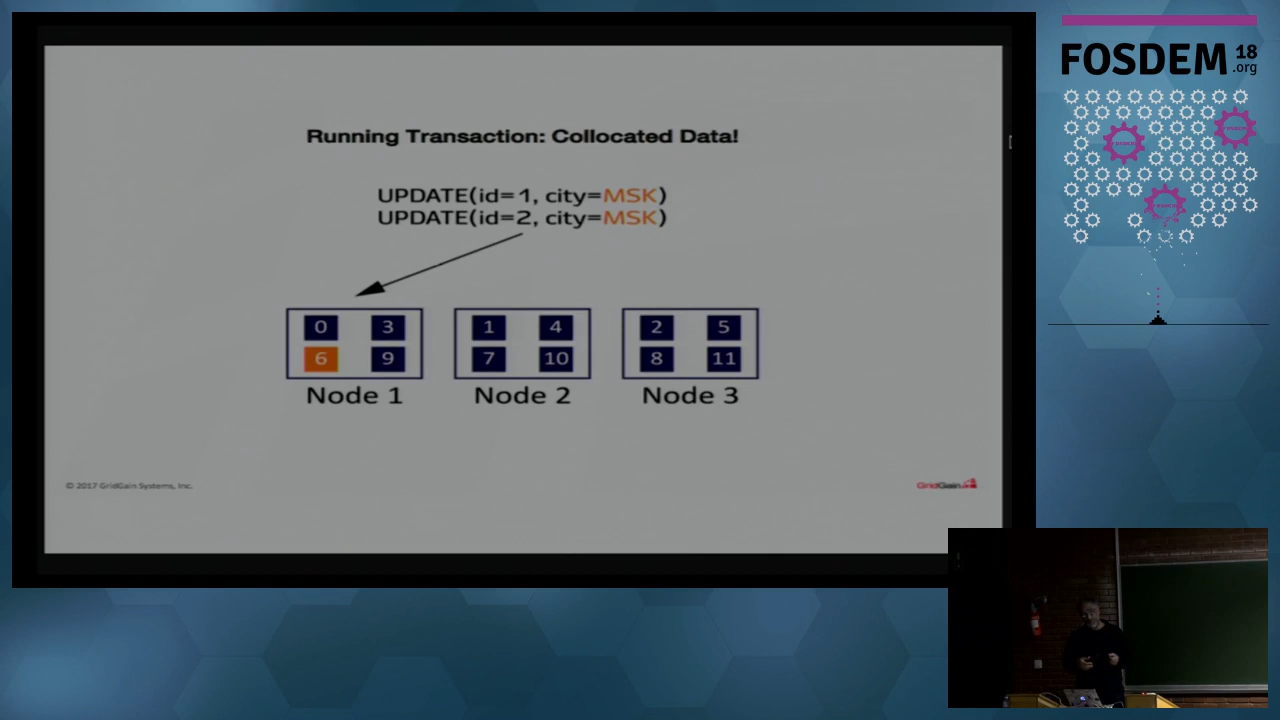 FOSDEM 18
.org
Running Transaction: Collocated Data!
UPDATE(id=1, city=MSK)
UPDATE(id=2, city=MSK)
0 3 1 4 2 5
6 9 7 10 8 11
Node 1 Node 2 Node 3
© 2017 GridGain Systems, Inc.
GridGain